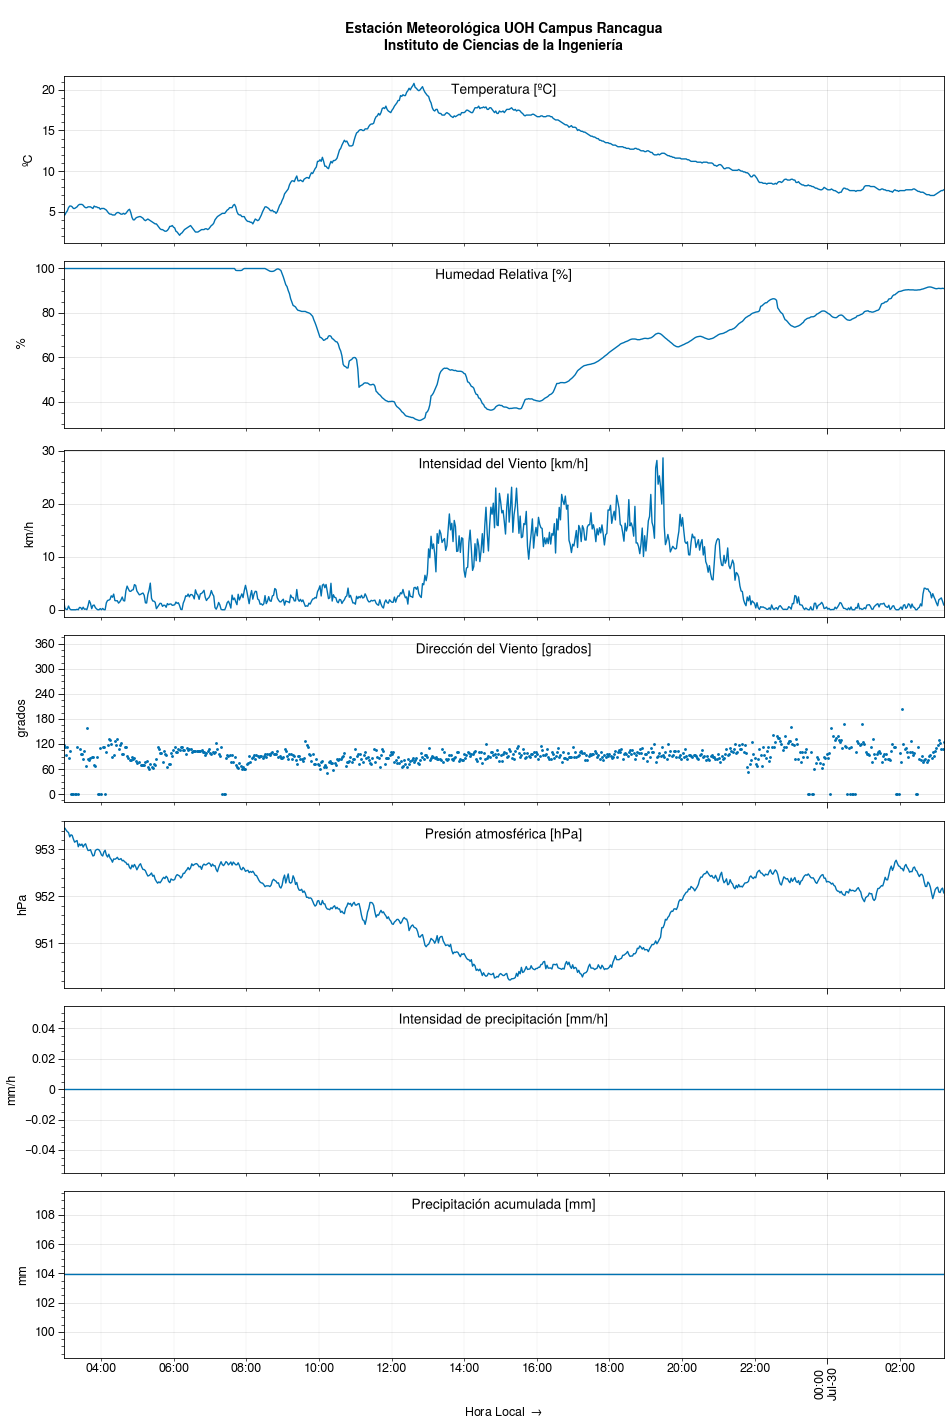 Estación Meteorológica UOH Campus Rancagua
Instituto de Ciencias de la Ingeniería
Temperatura [ºC]
ºC
20
15
10
5
Humedad Relativa [%]
%
100
80
60
40
Intensidad del Viento [km/h]
km/h
30
20
10
0
Dirección del Viento [grados]
grados
360
300
240
180
120
60
0
Presión atmosférica [hPa]
hPa
953
952
951
Intensidad de precipitación [mm/h]
mm/h
0.04
0.02
0
−0.02
−0.04
Precipitación acumulada [mm]
mm
108
106
104
102
100
04:00 06:00 08:00 10:00 12:00 14:00 16:00 18:00 20:00 22:00 00:00 02:00
Jul-30
Hora Local →